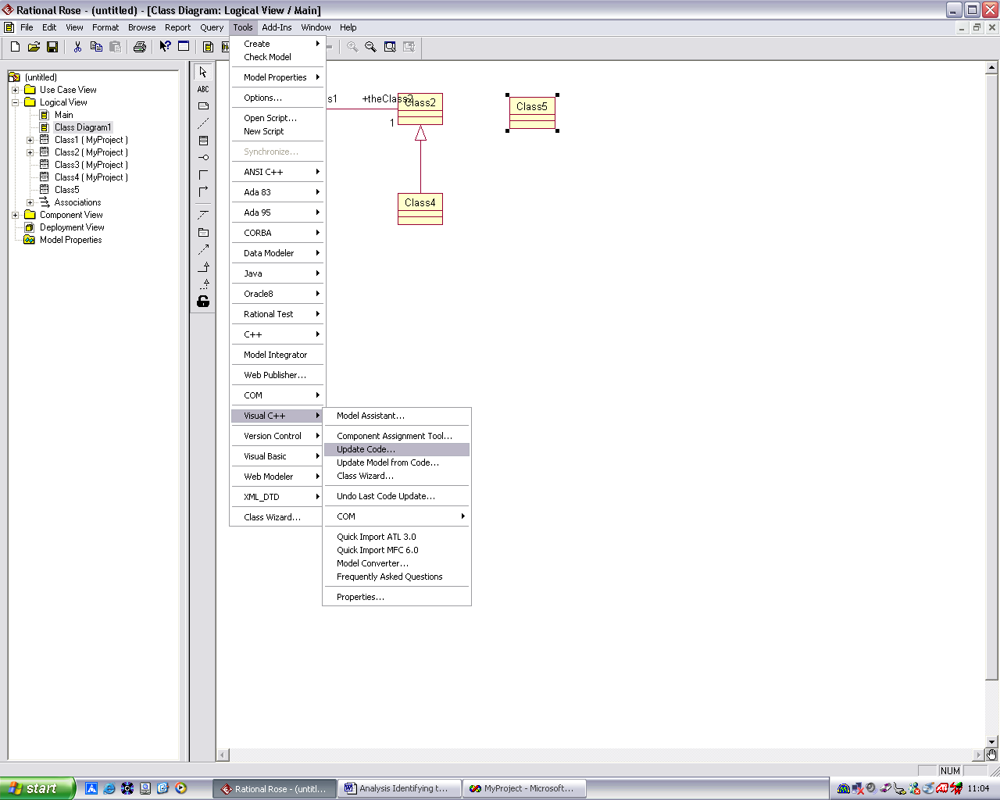 Rational Rose - (untitled) - [Class Diagram: Logical View / Main]
File Edit View Format Browse Report Query Tools Add-Ins Window Help
(untitled)
Use Case View
Logical View
Main
Class Diagram1
Class1 ( MyProject )
Class2 ( MyProject )
Class3 ( MyProject )
Class4 ( MyProject )
Class5
Associations
Component View
Deployment View
Model Properties
ABC
Create
Check Model
Model Properties
Options...
Open Script...
New Script
Synchronize...
ANSI C++
Ada 83
Ada 95
CORBA
Data Modeler
Java
Oracle8
Rational Test
C++
Model Integrator
Web Publisher...
COM
Visual C++
Version Control
Visual Basic
Web Modeler
XML_DTD
Class Wizard...
Model Assistant...
Component Assignment Tool...
Update Code...
Update Model from Code...
Class Wizard...
Undo Last Code Update...
COM
Quick Import ATL 3.0
Quick Import MFC 6.0
Model Converter...
Frequently Asked Questions
Properties...
s1
+theClass2
1
Class2
Class5
Class4
NUM
start
Rational Rose - (untitl...
Analysis Identifying t...
MyProject - Microsoft...
11:04